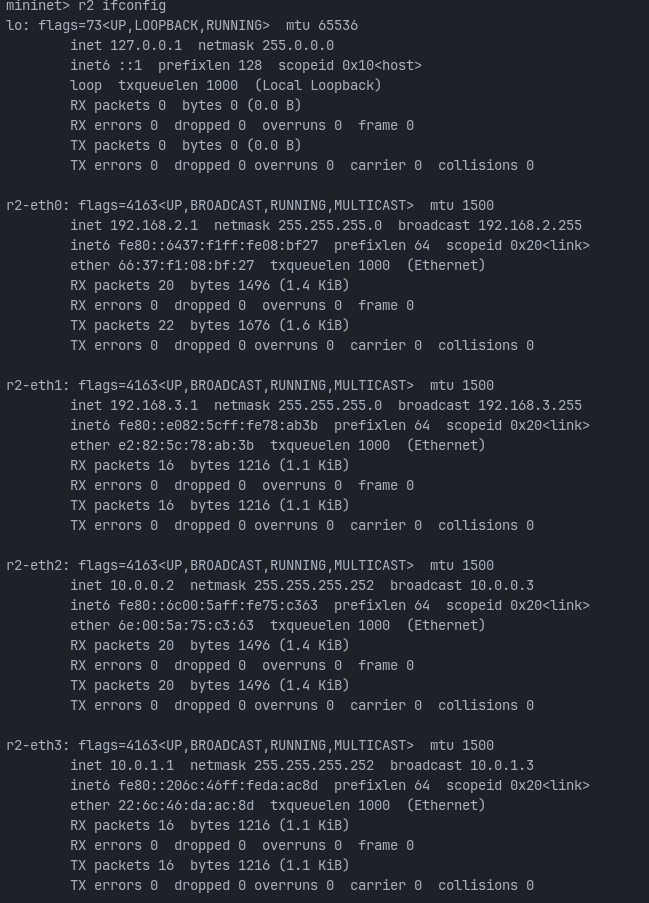 mininet> r2 ifconfig
lo: flags=73<UP,LOOPBACK,RUNNING>  mtu 65536
        inet 127.0.0.1  netmask 255.0.0.0
        inet6 ::1  prefixlen 128  scopeid 0x10<host>
        loop  txqueuelen 1000  (Local Loopback)
        RX packets 0  bytes 0 (0.0 B)
        RX errors 0  dropped 0  overruns 0  frame 0
        TX packets 0  bytes 0 (0.0 B)
        TX errors 0  dropped 0 overruns 0  carrier 0  collisions 0

r2-eth0: flags=4163<UP,BROADCAST,RUNNING,MULTICAST>  mtu 1500
        inet 192.168.2.1  netmask 255.255.255.0  broadcast 192.168.2.255
        inet6 fe80::6437:f1ff:fe08:bf27  prefixlen 64  scopeid 0x20<link>
        ether 66:37:f1:08:bf:27  txqueuelen 1000  (Ethernet)
        RX packets 20  bytes 1496 (1.4 KiB)
        RX errors 0  dropped 0  overruns 0  frame 0
        TX packets 22  bytes 1676 (1.6 KiB)
        TX errors 0  dropped 0 overruns 0  carrier 0  collisions 0

r2-eth1: flags=4163<UP,BROADCAST,RUNNING,MULTICAST>  mtu 1500
        inet 192.168.3.1  netmask 255.255.255.0  broadcast 192.168.3.255
        inet6 fe80::e082:5cff:fe78:ab3b  prefixlen 64  scopeid 0x20<link>
        ether e2:82:5c:78:ab:3b  txqueuelen 1000  (Ethernet)
        RX packets 16  bytes 1216 (1.1 KiB)
        RX errors 0  dropped 0  overruns 0  frame 0
        TX packets 16  bytes 1216 (1.1 KiB)
        TX errors 0  dropped 0 overruns 0  carrier 0  collisions 0

r2-eth2: flags=4163<UP,BROADCAST,RUNNING,MULTICAST>  mtu 1500
        inet 10.0.0.2  netmask 255.255.255.252  broadcast 10.0.0.3
        inet6 fe80::6c00:5aff:fe75:c363  prefixlen 64  scopeid 0x20<link>
        ether 6e:00:5a:75:c3:63  txqueuelen 1000  (Ethernet)
        RX packets 20  bytes 1496 (1.4 KiB)
        RX errors 0  dropped 0  overruns 0  frame 0
        TX packets 20  bytes 1496 (1.4 KiB)
        TX errors 0  dropped 0 overruns 0  carrier 0  collisions 0

r2-eth3: flags=4163<UP,BROADCAST,RUNNING,MULTICAST>  mtu 1500
        inet 10.0.1.1  netmask 255.255.255.252  broadcast 10.0.1.3
        inet6 fe80::206c:46ff:feda:ac8d  prefixlen 64  scopeid 0x20<link>
        ether 22:6c:46:da:ac:8d  txqueuelen 1000  (Ethernet)
        RX packets 16  bytes 1216 (1.1 KiB)
        RX errors 0  dropped 0  overruns 0  frame 0
        TX packets 16  bytes 1216 (1.1 KiB)
        TX errors 0  dropped 0 overruns 0  carrier 0  collisions 0